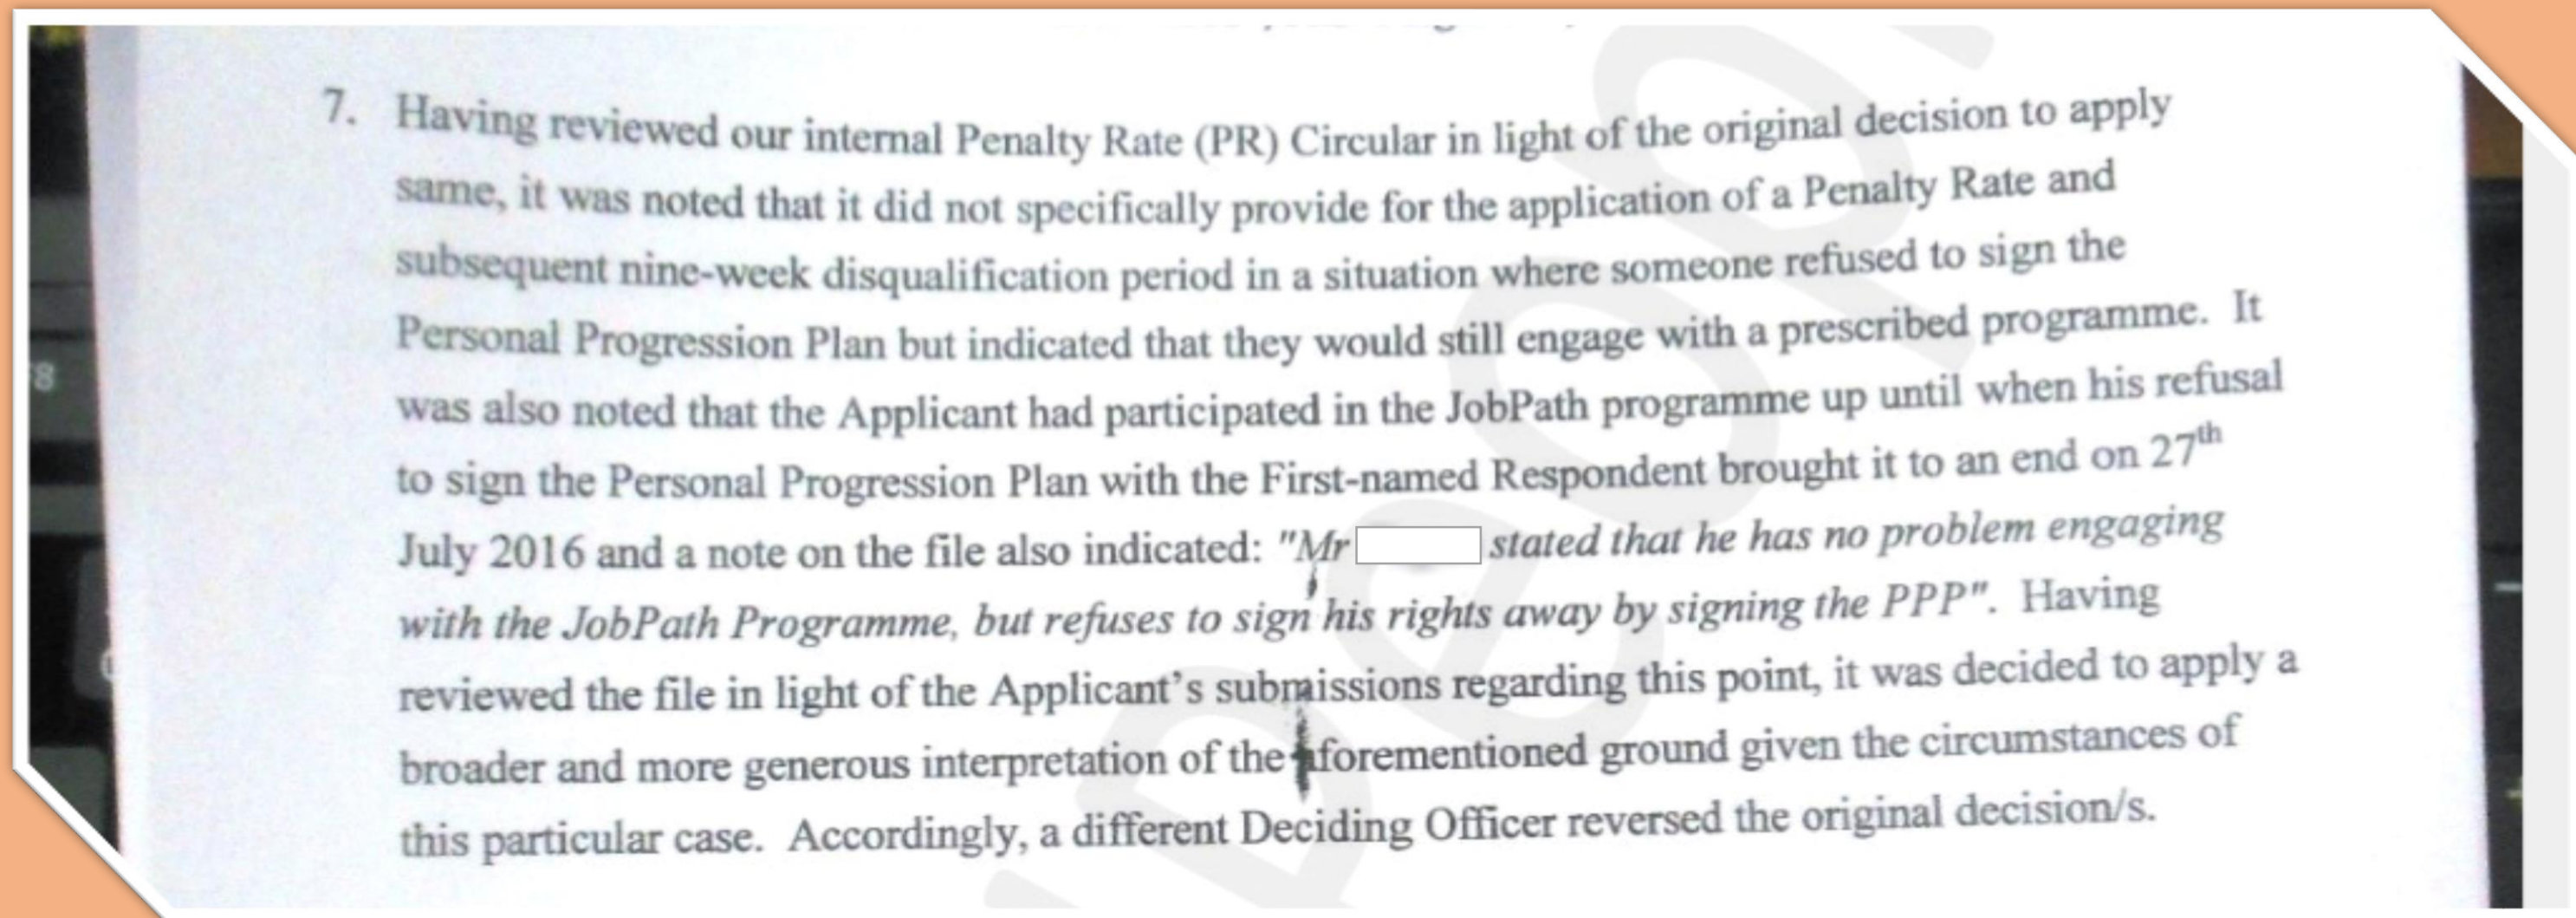 7. Having reviewed our internal Penalty Rate (PR) Circular in light of the original decision to apply
same, it was noted that it did not specifically provide for the application of a Penalty Rate and
subsequent nine-week disqualification period in a situation where someone refused to sign the
Personal Progression Plan but indicated that they would still engage with a prescribed programme. It
was also noted that the Applicant had participated in the JobPath programme up until when his refusal
to sign the Personal Progression Plan with the First-named Respondent brought it to an end on 27th
July 2016 and a note on the file also indicated: "Mr stated that he has no problem engaging
with the JobPath Programme, but refuses to sign his rights away by signing the PPP". Having
reviewed the file in light of the Applicant's submissions regarding this point, it was decided to apply a
broader and more generous interpretation of the aforementioned ground given the circumstances of
this particular case. Accordingly, a different Deciding Officer reversed the original decision/s.